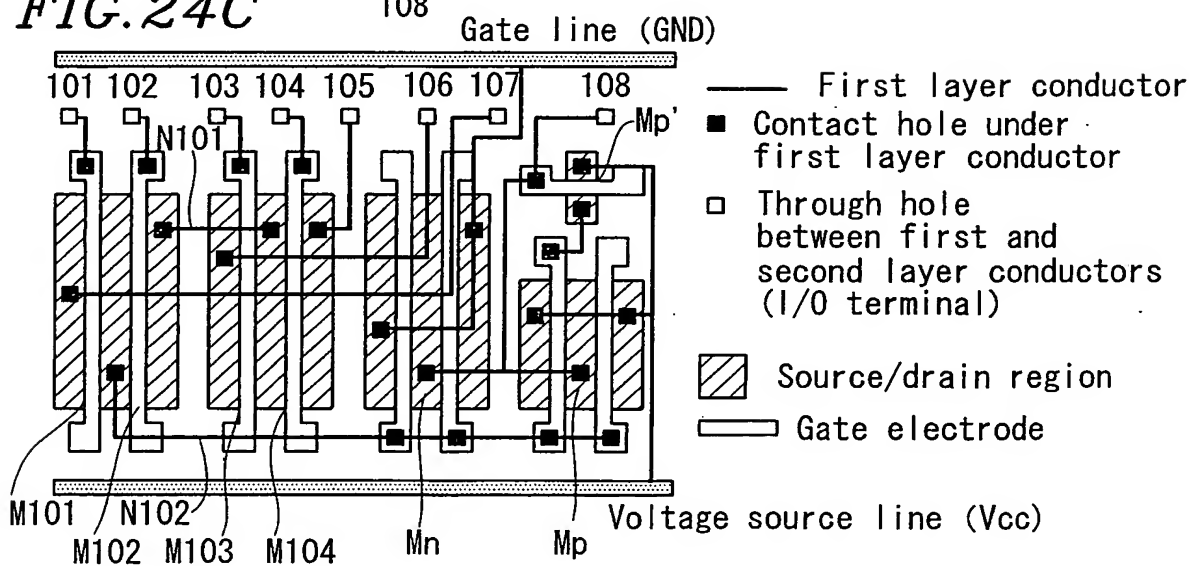 FIG. 24C
108
Gate line (GND)
101 102 103 104 105 106 107 108
N101
Mp'
First layer conductor
Contact hole under
first layer conductor
Through hole
between first and
second layer conductors
(I/O terminal)
Source/drain region
Gate electrode
M101
N102
M102
M103
M104
Mn
Mp
Voltage source line (Vcc)